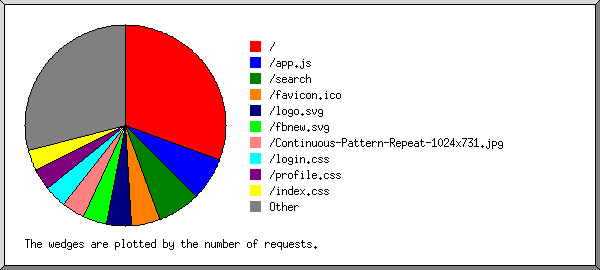 /
/app.js
/search
/favicon.ico
/logo.svg
/fbnew.svg
/Continuous-Pattern-Repeat-1024x731.jpg
/login.css
/profile.css
/index.css
Other
The wedges are plotted by the number of requests.